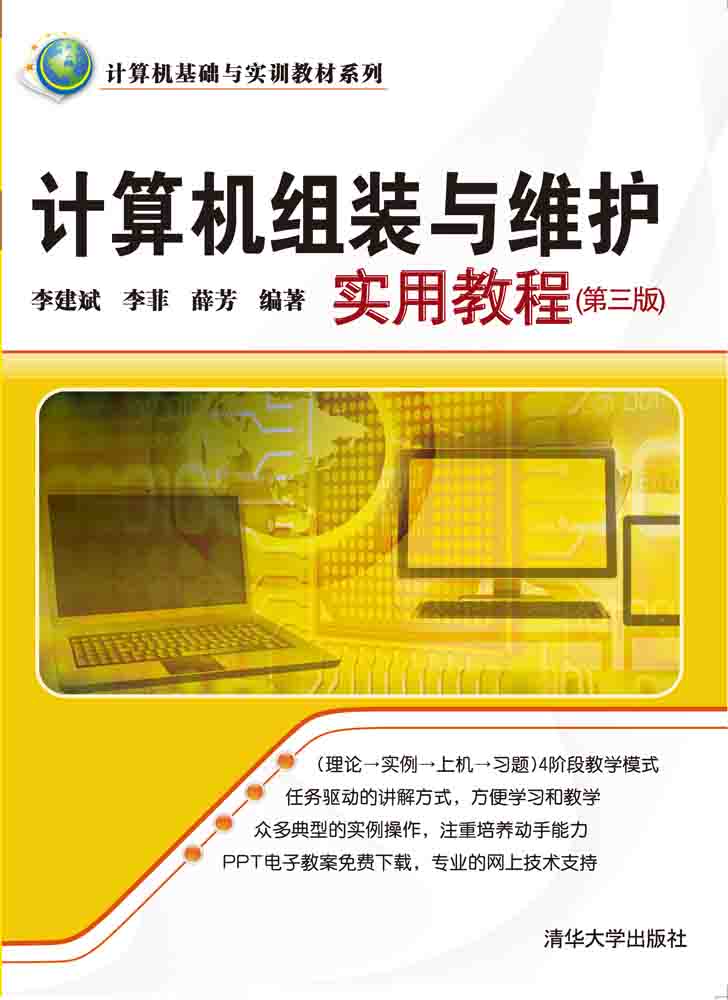 计算机基础与实训教材系列
计算机组装与维护
李建斌 李菲 薛芳 编著 实用教程(第三版)
(理论→实例→上机→习题)4阶段教学模式
任务驱动的讲解方式，方便学习和教学
众多典型的实例操作，注重培养动手能力
PPT电子教案免费下载，专业的网上技术支持
清华大学出版社